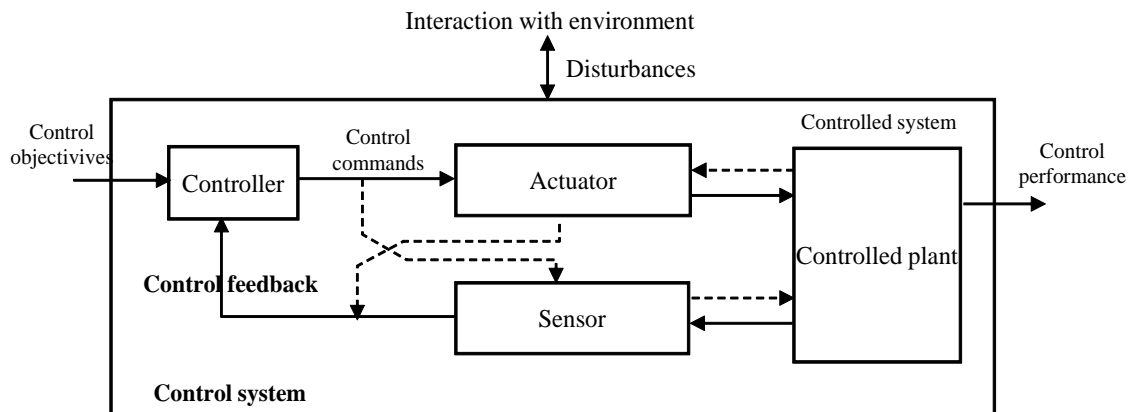 Interaction with environment
Disturbances
Control
objectivives
Control
commands
Controlled system
Control
performance
Controller
Actuator
Controlled plant
Control feedback
Sensor
Control system